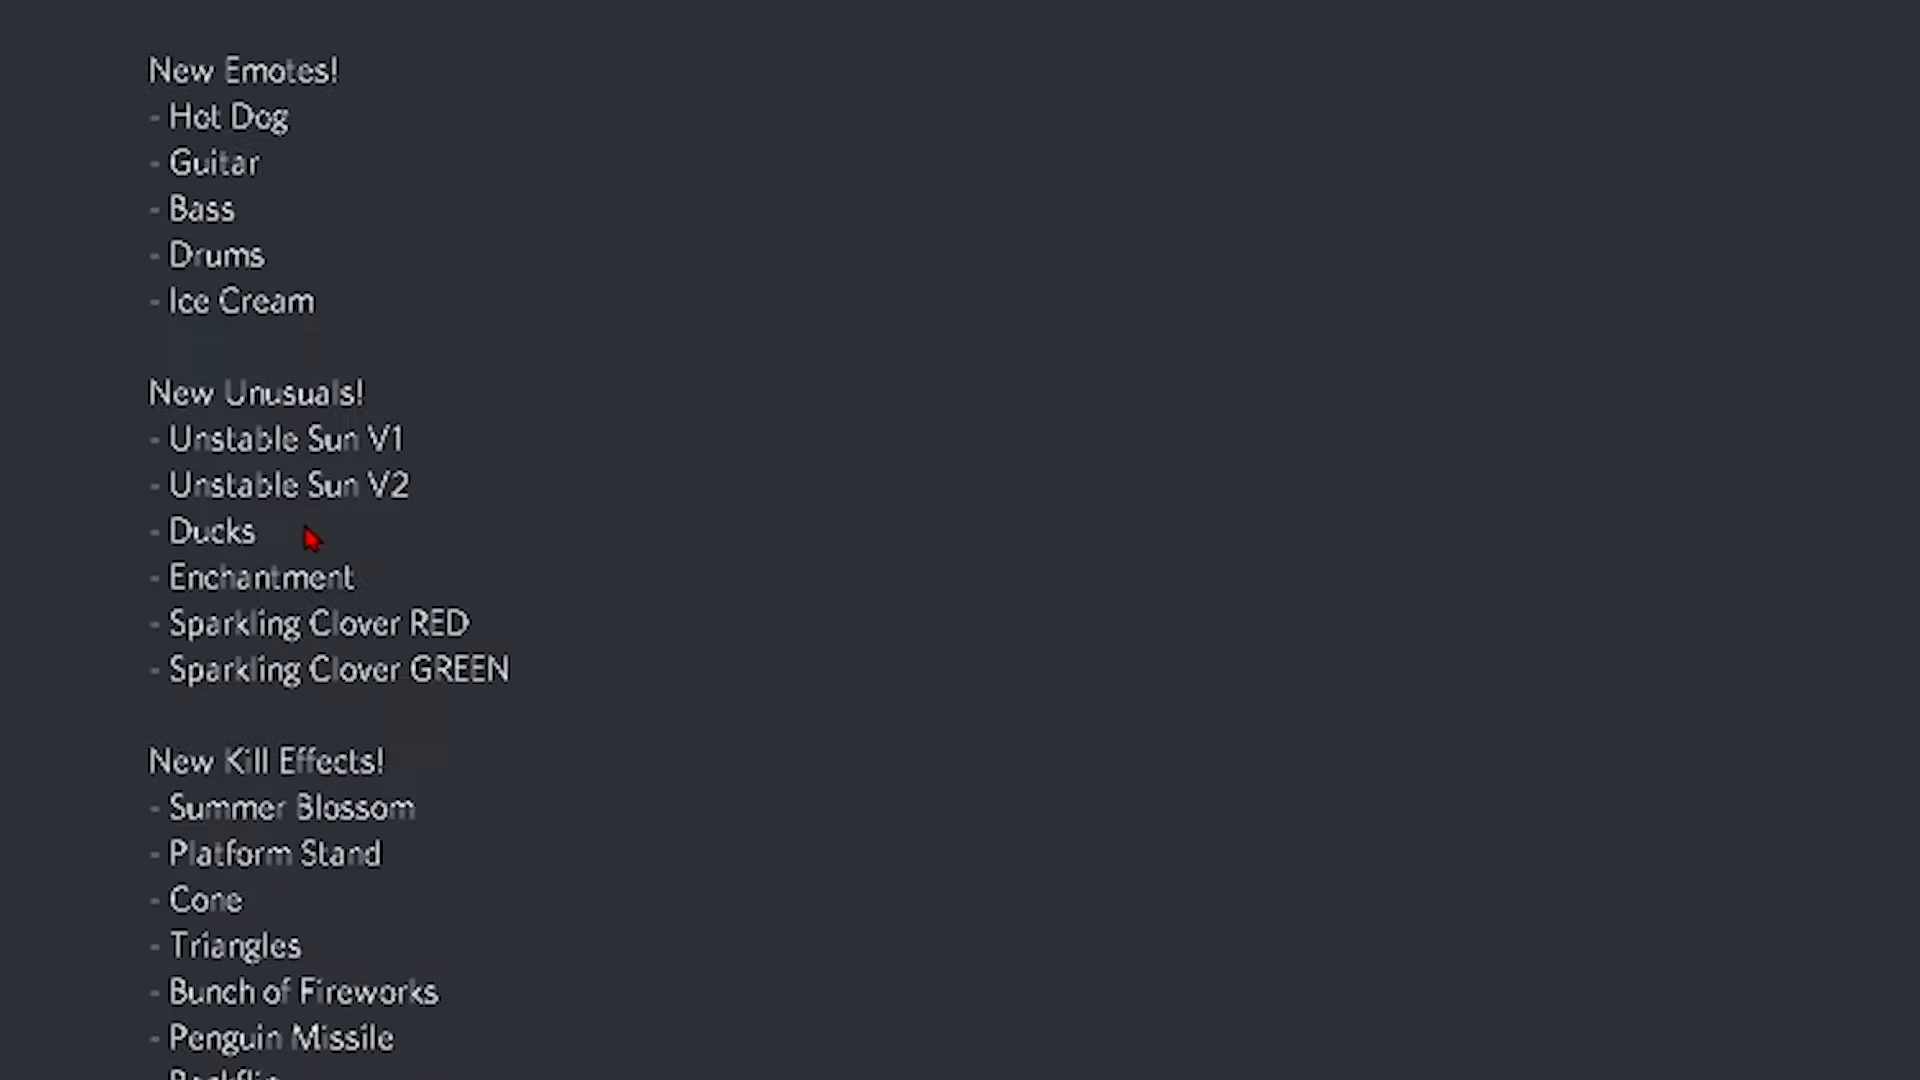 New Emotes!
- Hot Dog
- Guitar
- Bass
- Drums
- Ice Cream
New Unusuals!
- Unstable Sun V1
- Unstable Sun V2
- Ducks
- Enchantment
- Sparkling Clover RED
- Sparkling Clover GREEN
New Kill Effects!
- Summer Blossom
- Platform Stand
- Cone
- Triangles
- Bunch of Fireworks
- Penguin Missile